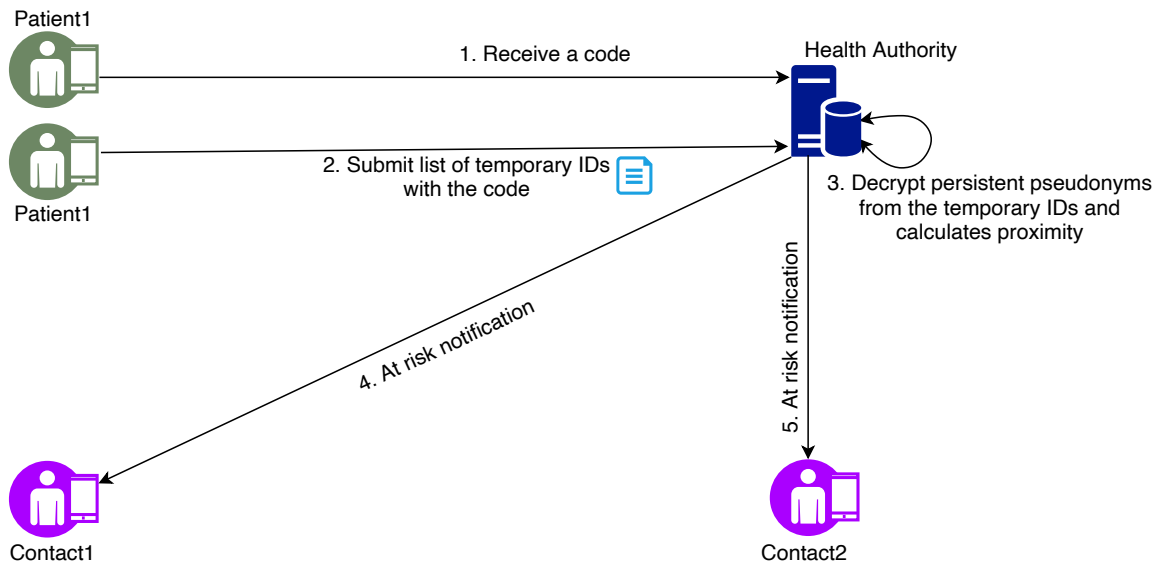 Patient1
1. Receive a code
Health Authority
2. Submit list of temporary IDs
with the code
Patient1
3. Decrypt persistent pseudonyms
from the temporary IDs and
calculates proximity
4. At risk notification
5. At risk notification
Contact1
Contact2